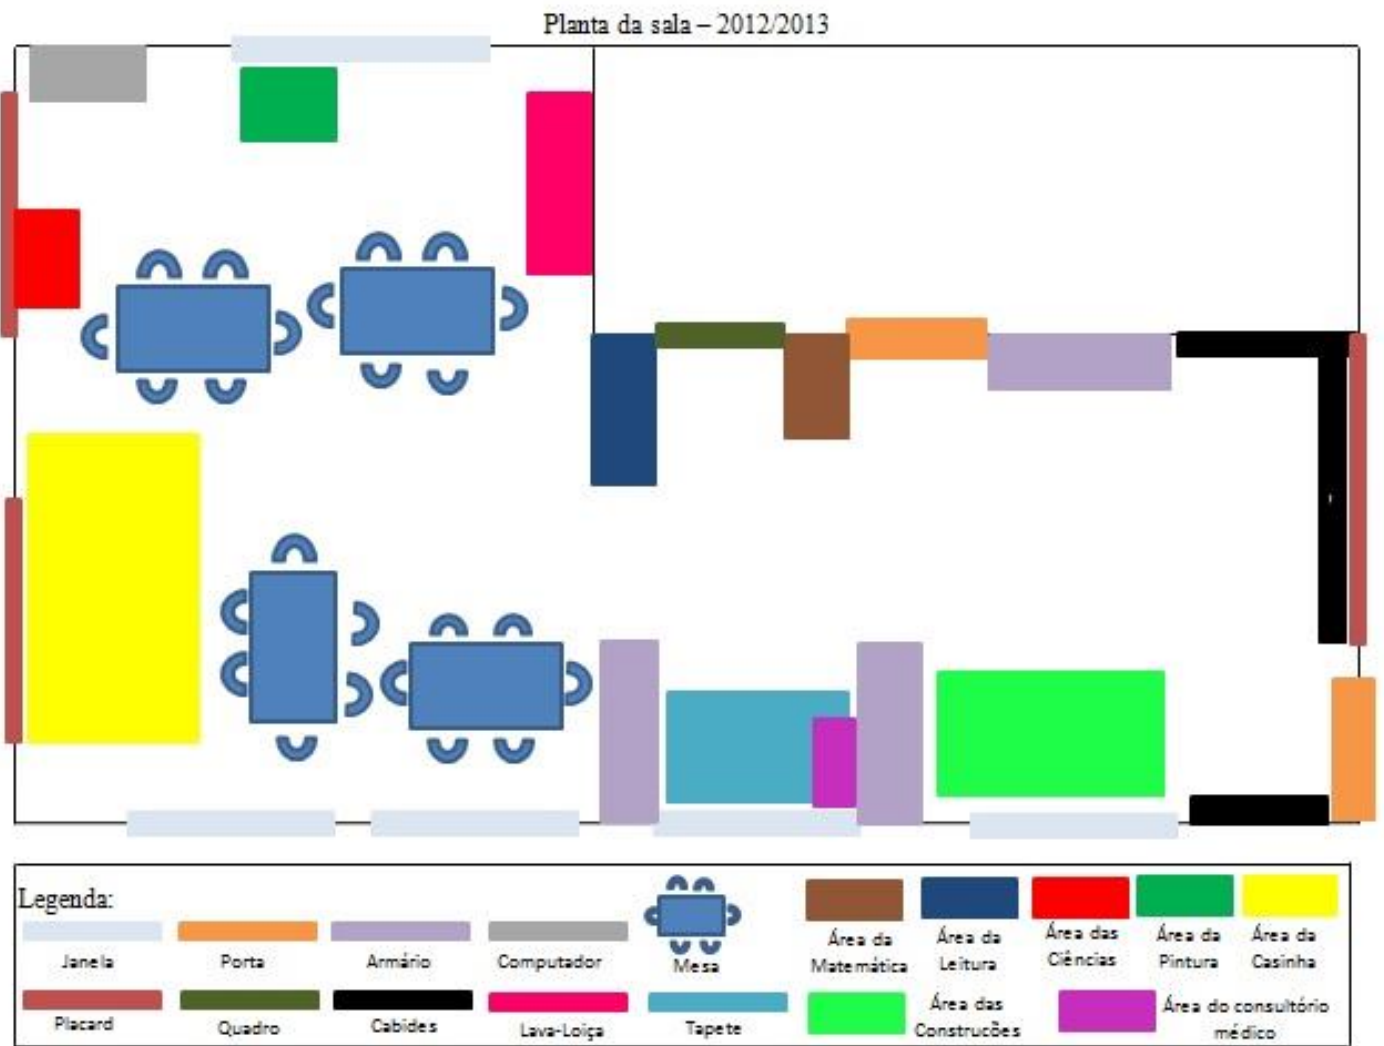 Planta da sala – 2012/2013
Legenda:
Janela
Porta
Armário
Computador
Mesa
Área da
Matemática
Área da
Leitura
Área das
Ciências
Área da
Pintura
Área da
Casinha
Placard
Quadro
Cabides
Lava-Loiça
Tapete
Área das
Construcões
Área do consultório
médico